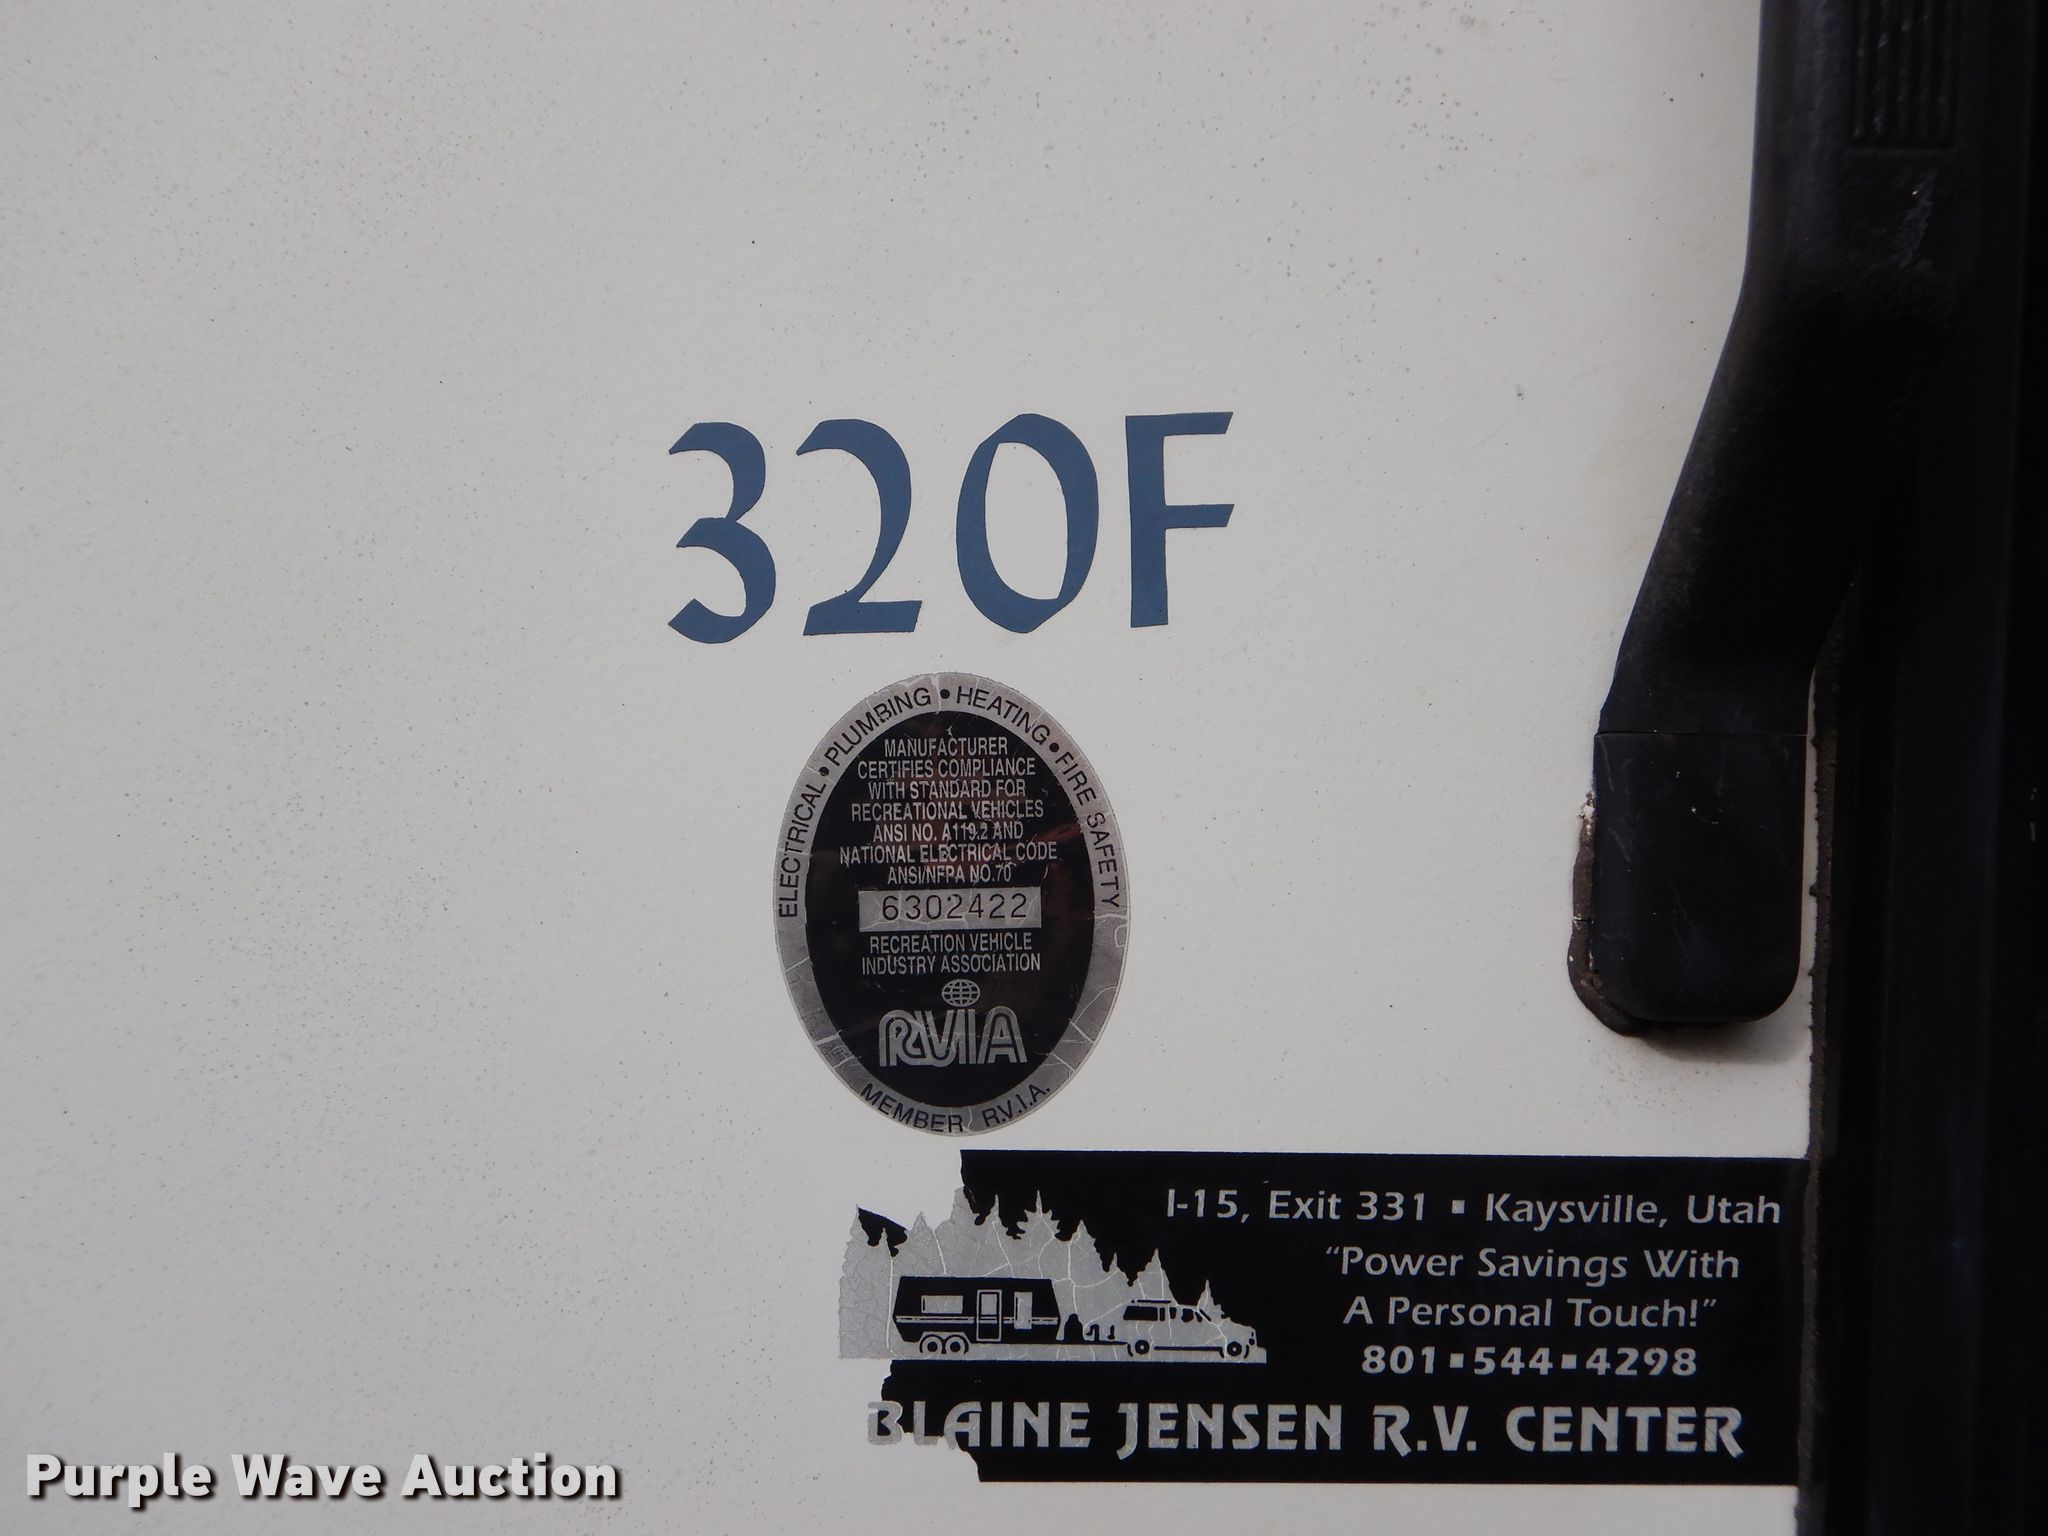 320F
ELECTRICAL • PLUMBING • HEATING • FIRE SAFETY
MANUFACTURER
CERTIFIES COMPLIANCE
WITH STANDARD FOR
RECREATIONAL VEHICLES
ANSI NO. A119.2 AND
NATIONAL ELECTRICAL CODE
ANSI/NFPA NO.70
6302422
RECREATION VEHICLE
INDUSTRY ASSOCIATION
RVIA
MEMBER R.V.I.A.
I-15, Exit 331 ▪ Kaysville, Utah
“Power Savings With
A Personal Touch!”
801▪544▪4298
BLAINE JENSEN R.V. CENTER
Purple Wave Auction